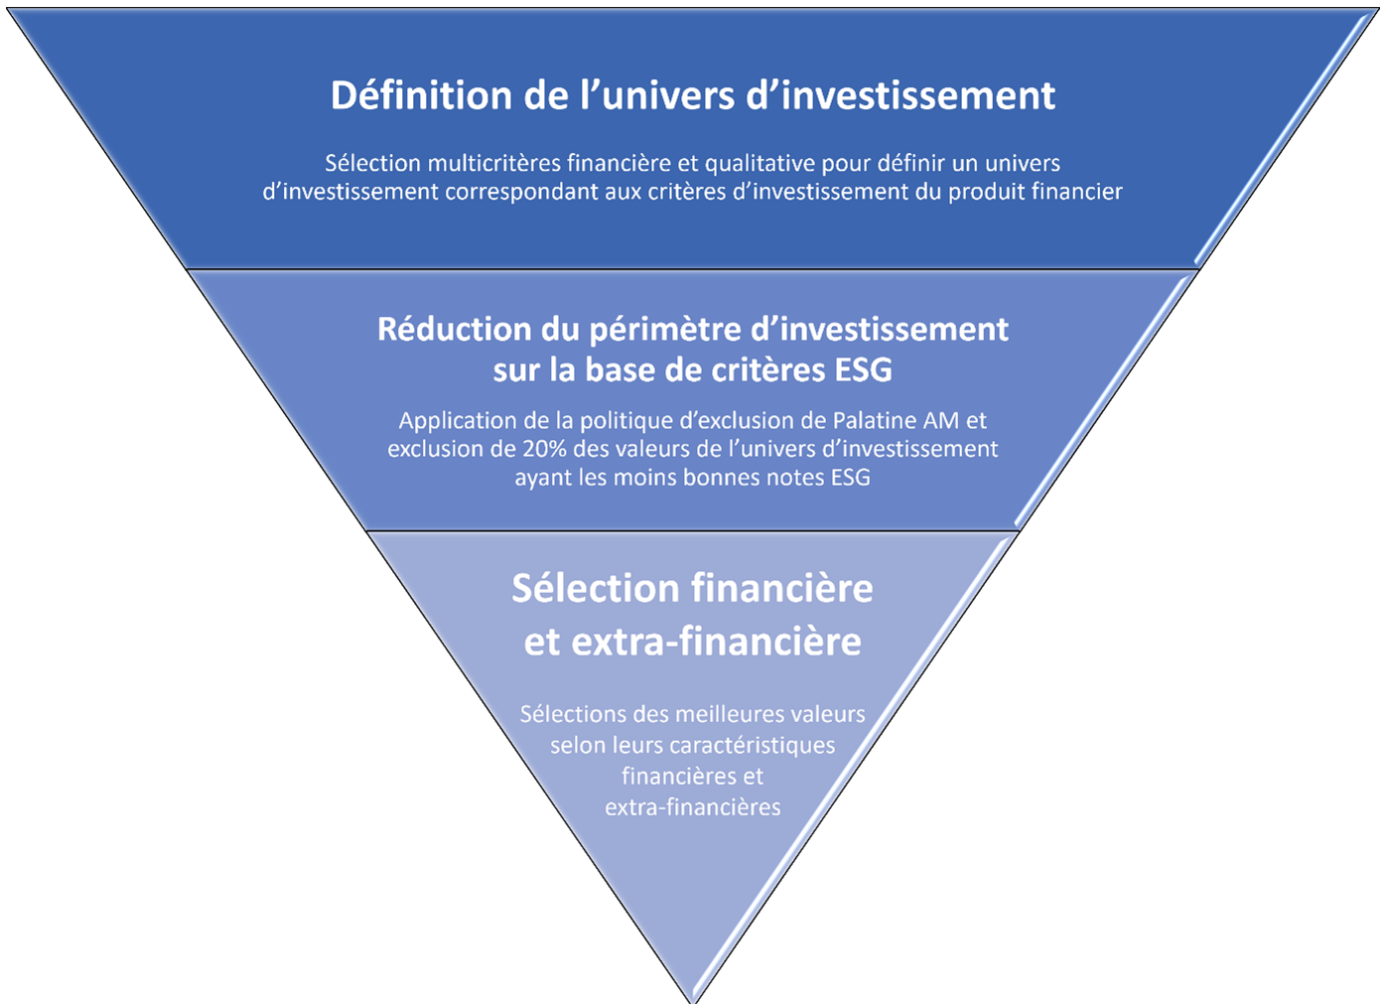 Définition de l’univers d’investissement
Sélection multicritères financière et qualitative pour définir un univers
d’investissement correspondant aux critères d’investissement du produit financier
Réduction du périmètre d’investissement
sur la base de critères ESG
Application de la politique d’exclusion de Palatine AM et
exclusion de 20% des valeurs de l’univers d’investissement
ayant les moins bonnes notes ESG
Sélection financière
et extra-financière
Sélections des meilleures valeurs
selon leurs caractéristiques
financières et
extra-financières